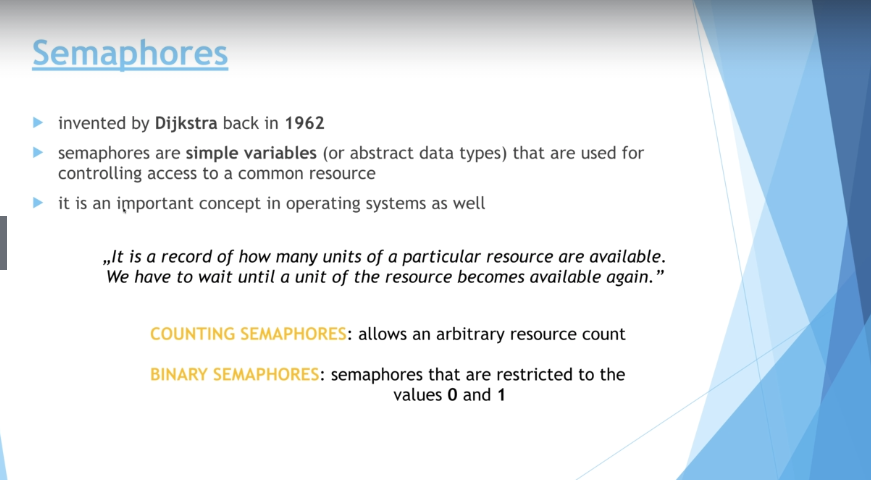 Semaphores
invented by Dijkstra back in 1962
semaphores are simple variables (or abstract data types) that are used for
controlling access to a common resource
it is an important concept in operating systems as well
„It is a record of how many units of a particular resource are available.
We have to wait until a unit of the resource becomes available again.”
COUNTING SEMAPHORES: allows an arbitrary resource count
BINARY SEMAPHORES: semaphores that are restricted to the
values 0 and 1